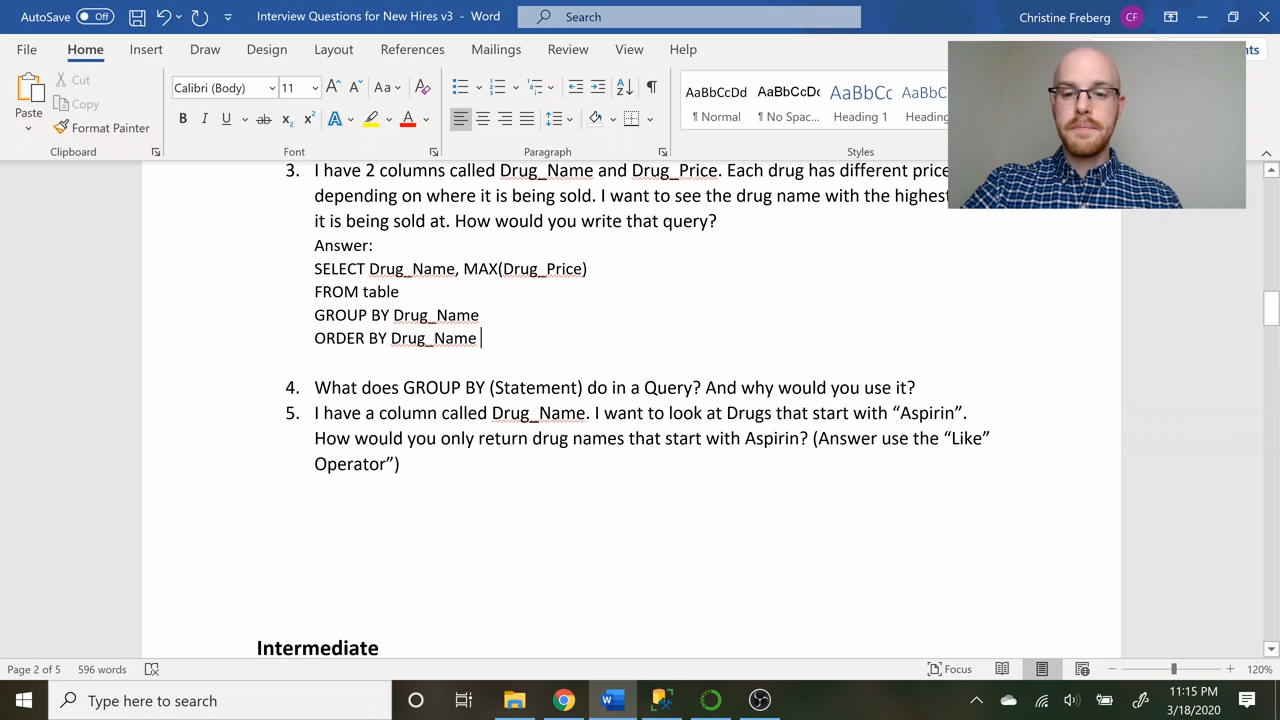 AutoSave Off
Interview Questions for New Hires v3 - Word
Search
Christine Freberg CF
File Home Insert Draw Design Layout References Mailings Review View Help
Paste
Cut
Copy
Format Painter
Clipboard
Calibri (Body) 11
Aa
B I U ab x₂ x² A A
Font
Paragraph
AaBbCcDd AaBbCcDc AaBbCc AaBbCcD
¶ Normal ¶ No Spac... Heading 1 Heading
Styles
3. I have 2 columns called Drug_Name and Drug_Price. Each drug has different price
depending on where it is being sold. I want to see the drug name with the highest
it is being sold at. How would you write that query?
Answer:
SELECT Drug_Name, MAX(Drug_Price)
FROM table
GROUP BY Drug_Name
ORDER BY Drug_Name
4. What does GROUP BY (Statement) do in a Query? And why would you use it?
5. I have a column called Drug_Name. I want to look at Drugs that start with “Aspirin”.
How would you only return drug names that start with Aspirin? (Answer use the “Like”
Operator”)
Intermediate
Page 2 of 5 596 words
Focus
120%
Type here to search
11:15 PM
3/18/2020